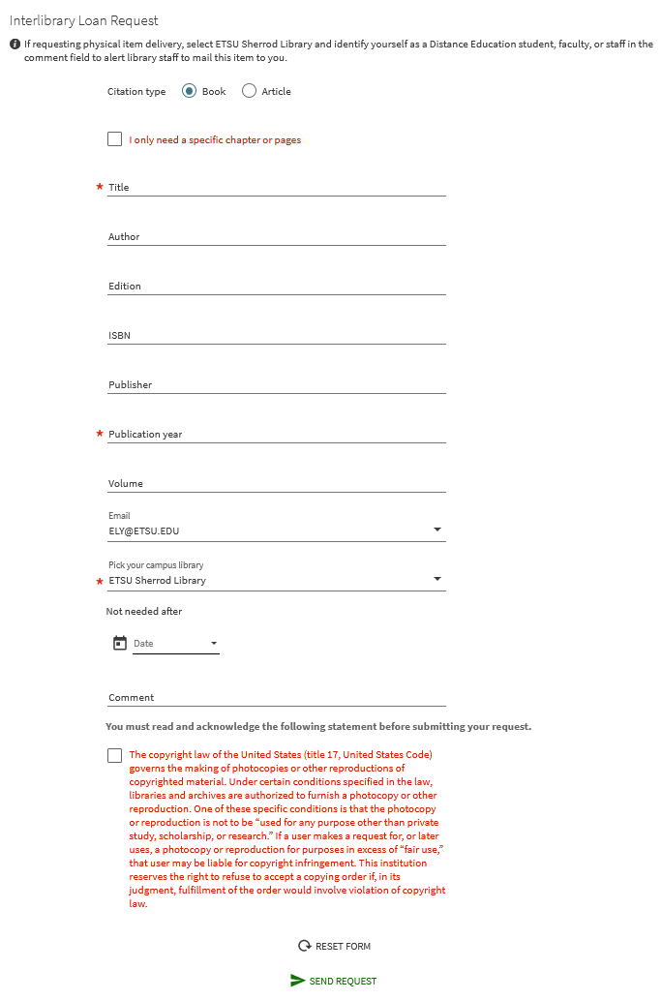 Interlibrary Loan Request
If requesting physical item delivery, select ETSU Sherrod Library and identify yourself as a Distance Education student, faculty, or staff in the
comment field to alert library staff to mail this item to you.
Citation type Book Article
I only need a specific chapter or pages
* Title
Author
Edition
ISBN
Publisher
* Publication year
Volume
Email
ELY@ETSU.EDU
Pick your campus library
* ETSU Sherrod Library
Not needed after
Date
Comment
You must read and acknowledge the following statement before submitting your request.
The copyright law of the United States (title 17, United States Code)
governs the making of photocopies or other reproductions of
copyrighted material. Under certain conditions specified in the law,
libraries and archives are authorized to furnish a photocopy or other
reproduction. One of these specific conditions is that the photocopy
or reproduction is not to be “used for any purpose other than private
study, scholarship, or research.” If a user makes a request for, or later
uses, a photocopy or reproduction for purposes in excess of “fair use,”
that user may be liable for copyright infringement. This institution
reserves the right to refuse to accept a copying order if, in its
judgment, fulfillment of the order would involve violation of copyright
law.
RESET FORM
SEND REQUEST